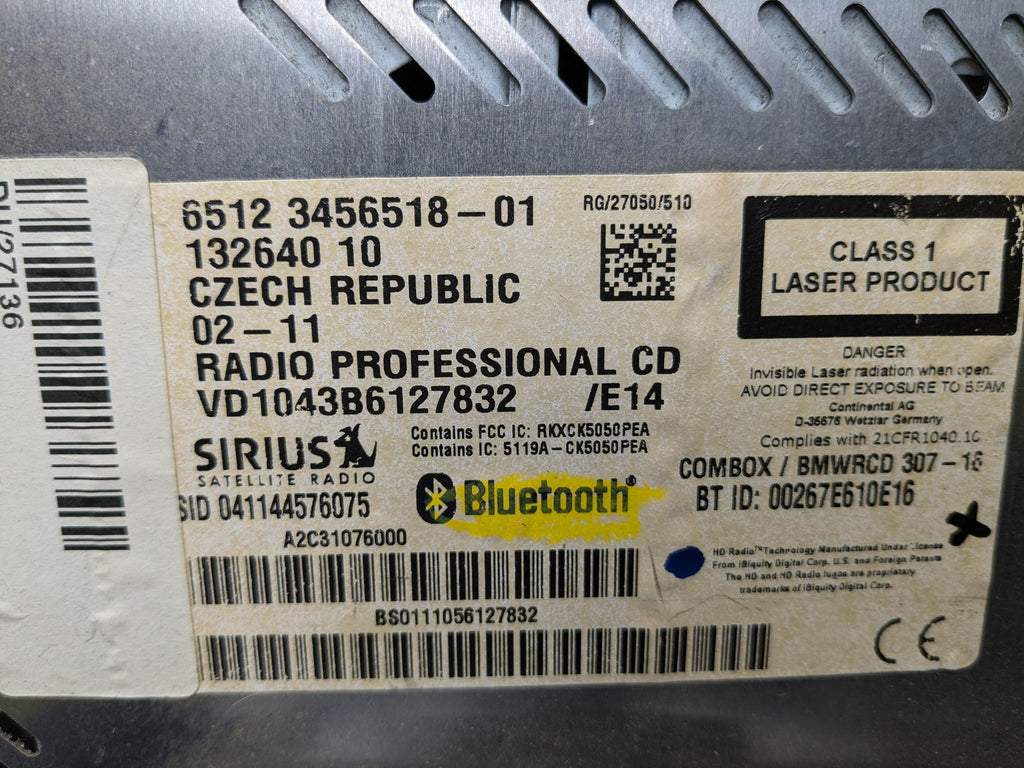 PH/27136
6512 3456518-01
132640 10
CZECH REPUBLIC
02-11
RADIO PROFESSIONAL CD
VD1043B6127832 /E14
RG/27050/510
CLASS 1
LASER PRODUCT
DANGER
Invisible Laser radiation when open.
AVOID DIRECT EXPOSURE TO BEAM
Continental AG
D-35576 Wetzlar Germany
Complies with 21CFR1040.10
Contains FCC IC: RKXCK5050PEA
Contains IC: 5119A-CK5050PEA
SIRIUS
SATELLITE RADIO
SID 041144576075
Bluetooth®
COMBOX / BMWRCD 307-16
BT ID: 00267E610E16
A2C31076000
HD Radio™ Technology Manufactured Under License
From iBiquity Digital Corp. U.S. and Foreign Patents
The HD and HD Radio logos are proprietary
trademarks of iBiquity Digital Corp.
BS0111056127832
CE